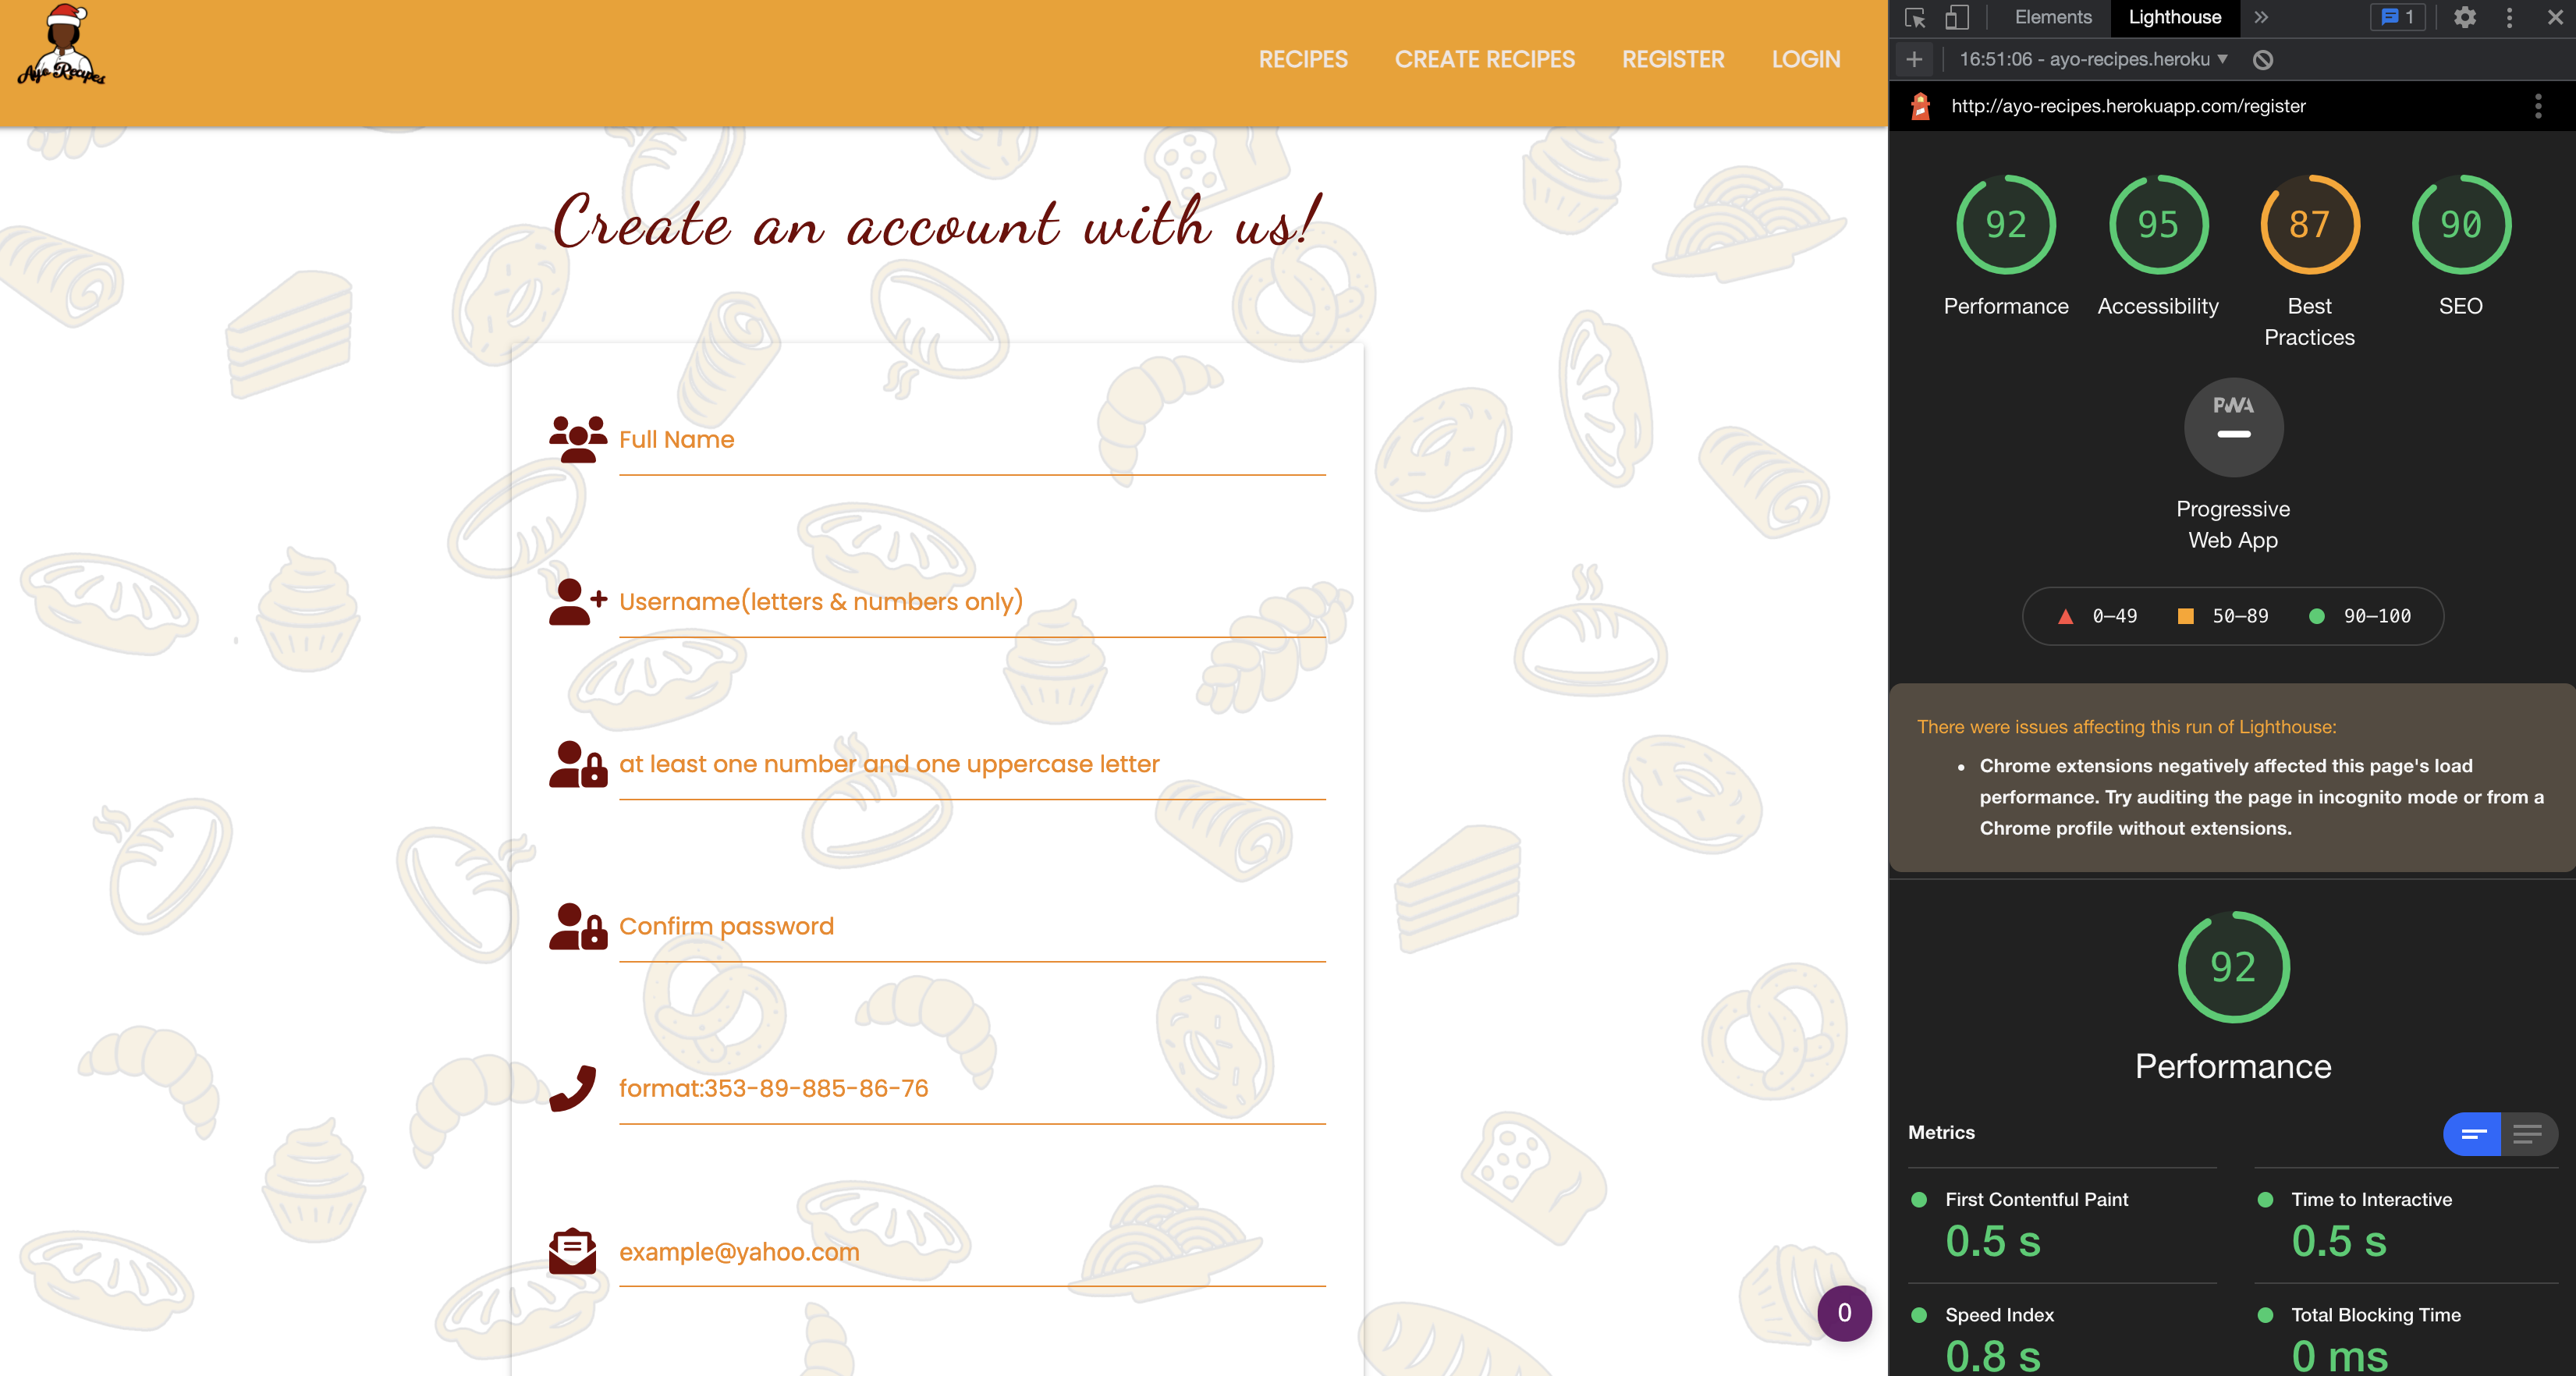 Ayo Recipes
RECIPES CREATE RECIPES REGISTER LOGIN
Create an account with us!
Full Name
Username(letters & numbers only)
at least one number and one uppercase letter
Confirm password
format:353-89-885-86-76
example@yahoo.com
0
Elements Lighthouse 1
16:51:06 - ayo-recipes.heroku
http://ayo-recipes.herokuapp.com/register
92 95 87 90
Performance Accessibility Best Practices SEO
PWA
Progressive
Web App
0–49 50–89 90–100
There were issues affecting this run of Lighthouse:
Chrome extensions negatively affected this page's load
performance. Try auditing the page in incognito mode or from a
Chrome profile without extensions.
92
Performance
Metrics
First Contentful Paint
0.5 s
Time to Interactive
0.5 s
Speed Index
0.8 s
Total Blocking Time
0 ms